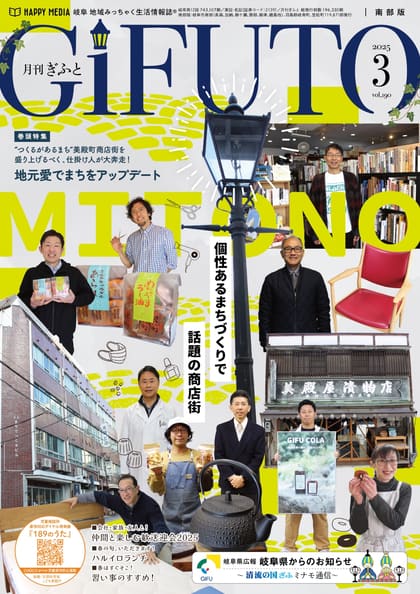 HAPPY MEDIA 岐阜 地域みっちゃく生活情報誌®
南部版
月刊ぎふと
GiFUTO
2025
3
vol.190
巻頭特集
“つくるがあるまち”美殿町商店街を
盛り上げるべく、仕掛け人が大奔走!
地元愛でまちをアップデート
MITONO
個性あるまちづくりで
話題の商店街
美殿屋漬物店
GIFU COLA
「189のうた」
■会社・家族・友人と!
仲間と楽しむ歓送迎会2025
■春の旬、いただきます!
ハルイロランチ
■春はすぐそこ!
習い事のすすめ!
GIFU
岐阜県広報 岐阜県からのお知らせ
～清流の国ぎふ ミナモ通信～